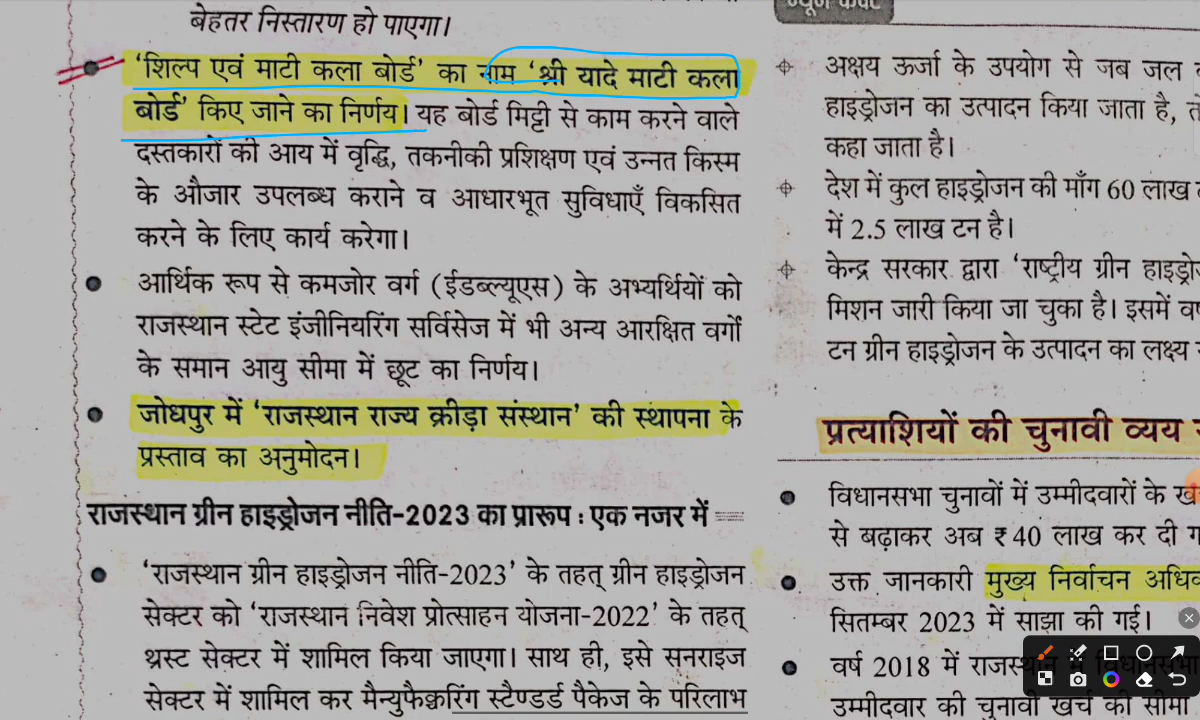 बेहतर निस्तारण हो पाएगा।
'शिल्प एवं माटी कला बोर्ड' का नाम 'श्री यादे माटी कला
बोर्ड' किए जाने का निर्णय। यह बोर्ड मिट्टी से काम करने वाले
दस्तकारों की आय में वृद्धि, तकनीकी प्रशिक्षण एवं उन्नत किस्म
के औजार उपलब्ध कराने व आधारभूत सुविधाएँ विकसित
करने के लिए कार्य करेगा।
आर्थिक रूप से कमजोर वर्ग (ईडब्ल्यूएस) के अभ्यर्थियों को
राजस्थान स्टेट इंजीनियरिंग सर्विसेज में भी अन्य आरक्षित वर्गों
के समान आयु सीमा में छूट का निर्णय।
जोधपुर में 'राजस्थान राज्य क्रीड़ा संस्थान' की स्थापना के
प्रस्ताव का अनुमोदन।
राजस्थान ग्रीन हाइड्रोजन नीति-2023 का प्रारूप : एक नजर में
'राजस्थान ग्रीन हाइड्रोजन नीति-2023' के तहत् ग्रीन हाइड्रोजन
सेक्टर को 'राजस्थान निवेश प्रोत्साहन योजना-2022' के तहत्
थ्रस्ट सेक्टर में शामिल किया जाएगा। साथ ही, इसे सनराइज
सेक्टर में शामिल कर मैन्युफैक्चरिंग स्टैण्डर्ड पैकेज के परिलाभ
अक्षय ऊर्जा के उपयोग से जब जल
हाइड्रोजन का उत्पादन किया जाता है,
कहा जाता है।
देश में कुल हाइड्रोजन की माँग 60 लाख
में 2.5 लाख टन है।
केन्द्र सरकार द्वारा 'राष्ट्रीय ग्रीन
मिशन जारी किया जा चुका है। इसमें
टन ग्रीन हाइड्रोजन के उत्पादन का लक्ष्य
प्रत्याशियों की चुनावी व्यय
विधानसभा चुनावों में उम्मीदवारों के
से बढ़ाकर अब ₹ 40 लाख कर दी
उक्त जानकारी मुख्य निर्वाचन
सितम्बर 2023 में साझा की गई।
वर्ष 2018 में राजस्थान में विधानसभा
उम्मीदवार की चुनावी खर्च की सीमा